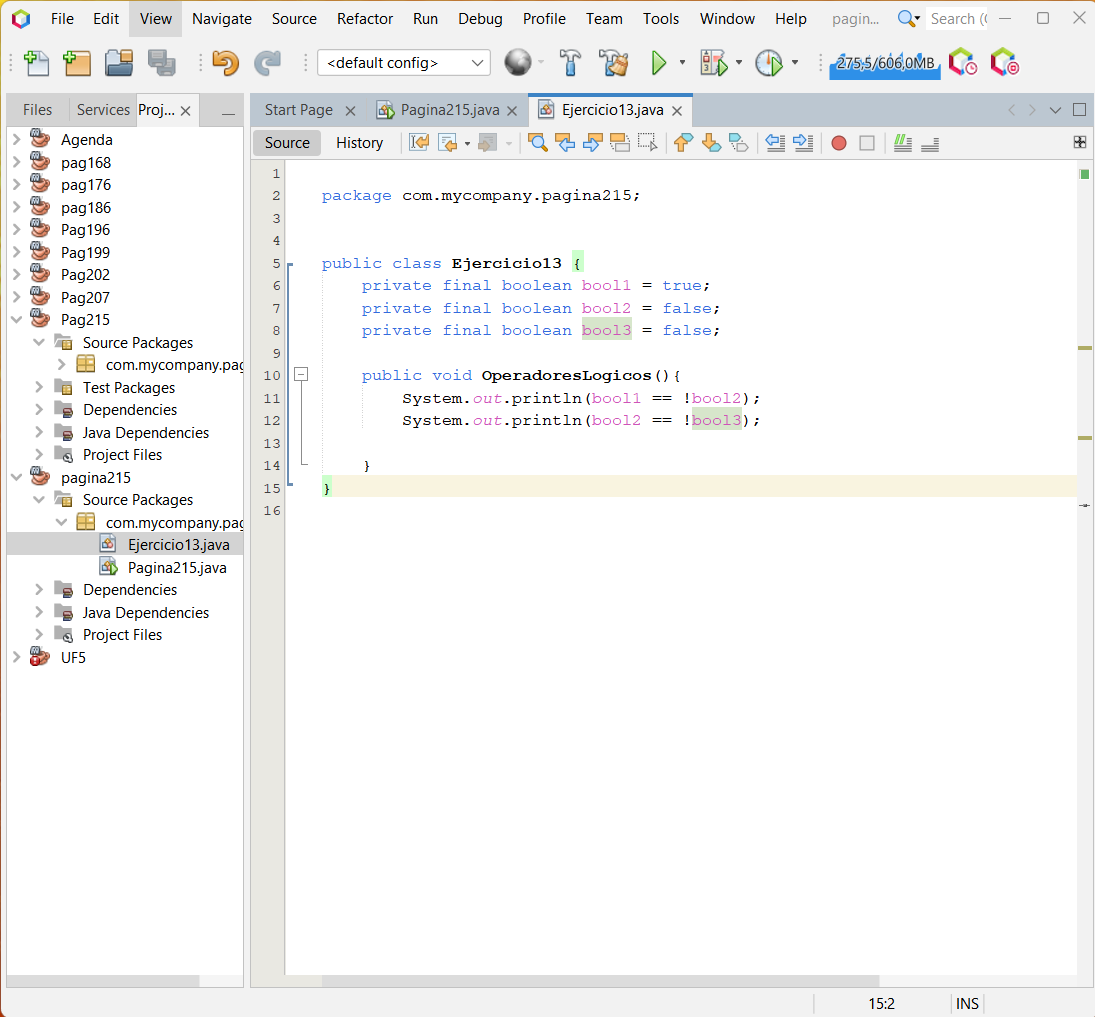 File Edit View Navigate Source Refactor Run Debug Profile Team Tools Window Help pagin... Search (
<default config> 275,5/606,0MB
Files Services Proj... Start Page Pagina215.java Ejercicio13.java
Source History
Agenda
pag168
pag176
pag186
Pag196
Pag199
Pag202
Pag207
Pag215
Source Packages
com.mycompany.pag
Test Packages
Dependencies
Java Dependencies
Project Files
pagina215
Source Packages
com.mycompany.pag
Ejercicio13.java
Pagina215.java
Dependencies
Java Dependencies
Project Files
UF5
1
2 package com.mycompany.pagina215;
3
4
5 public class Ejercicio13 {
6 private final boolean bool1 = true;
7 private final boolean bool2 = false;
8 private final boolean bool3 = false;
9
10 public void OperadoresLogicos(){
11 System.out.println(bool1 == !bool2);
12 System.out.println(bool2 == !bool3);
13
14 }
15 }
16
15:2 INS